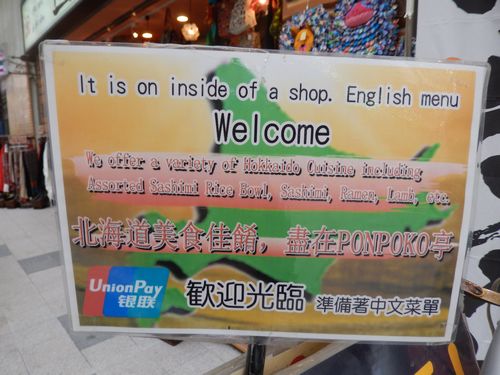 It is on inside of a shop. English menu
Welcome
We offer a variety of Hokkaido Cuisine including
Assorted Sashimi Rice Bowl, Sashimi, Ramen, Lamb, etc.
北海道美食佳餚，盡在PONPOKO亭
UnionPay
银联
歓迎光臨 準備著中文菜單